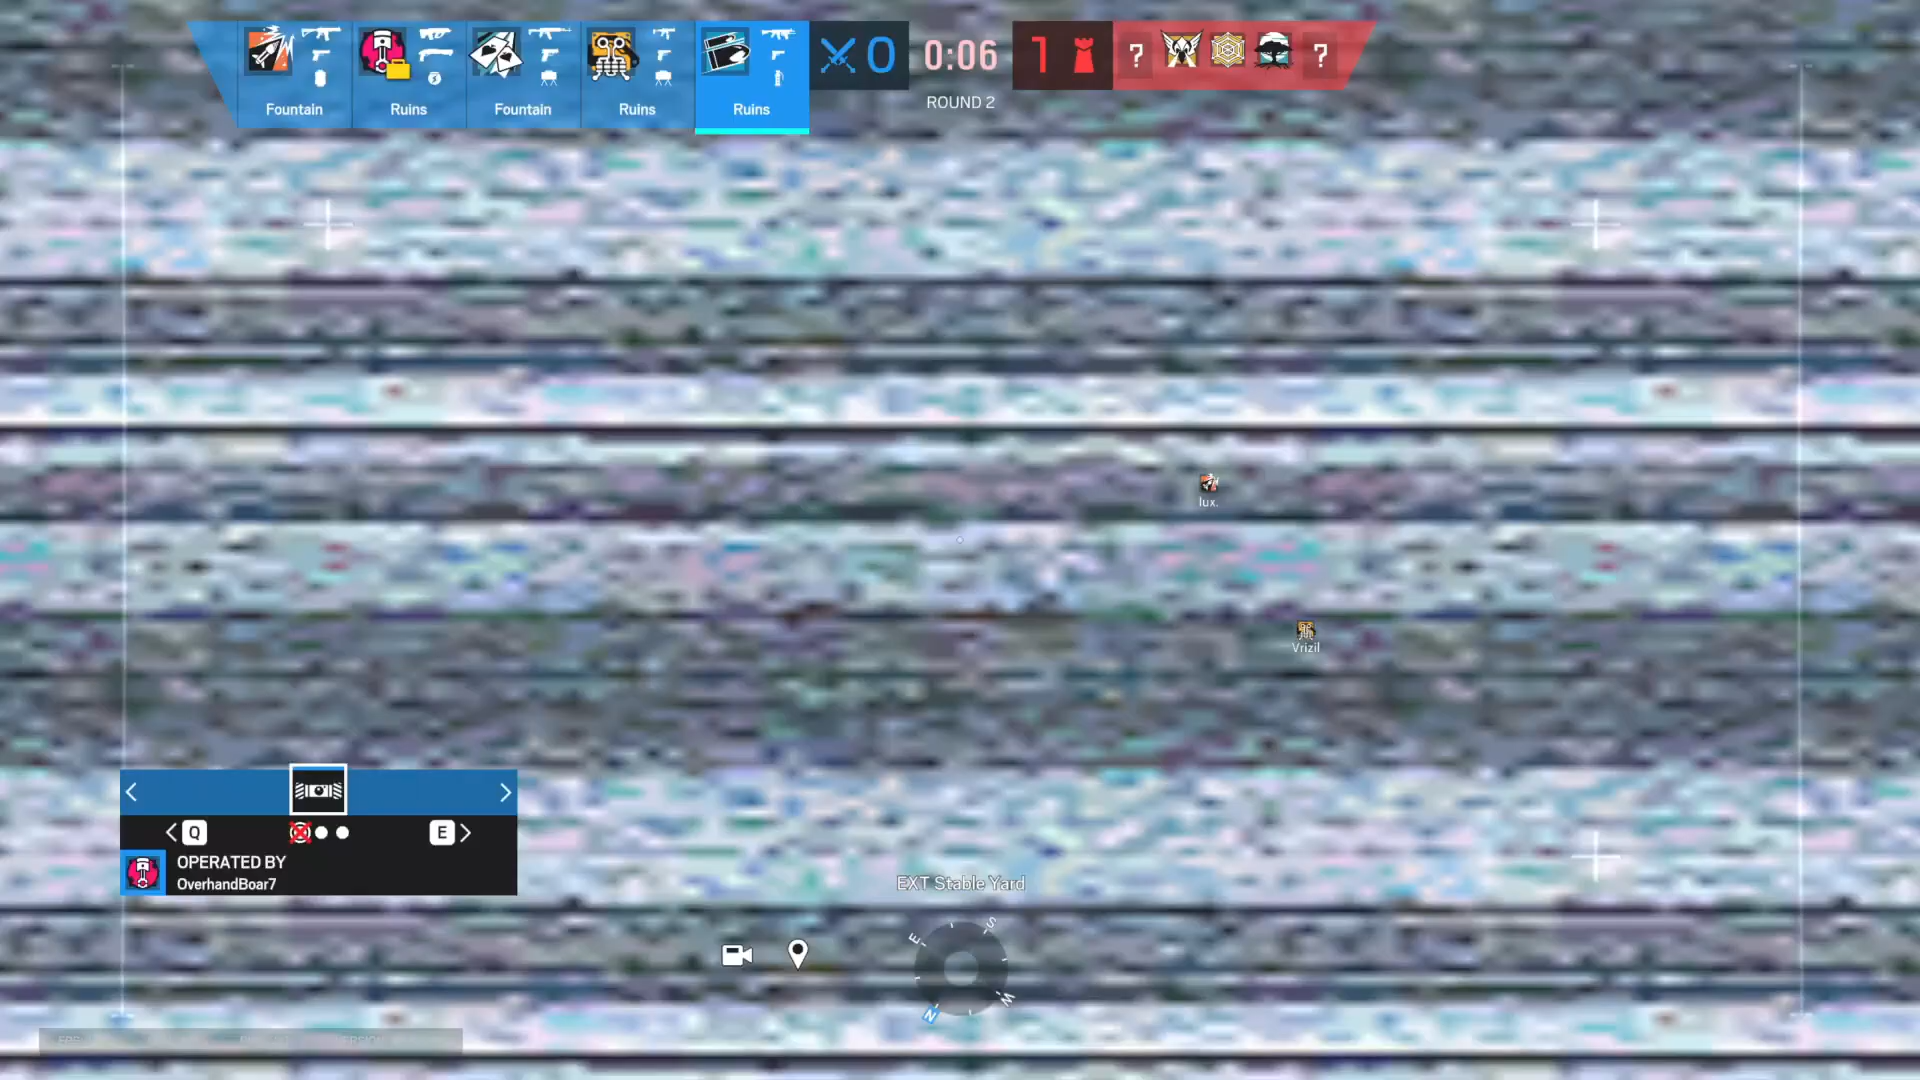 Fountain
Ruins
Fountain
Ruins
Ruins
0
0:06
1
?
?
ROUND 2
lux.
Vrizil
Q
E
OPERATED BY
OverhandBoar7
EXT Stable Yard
E
S
N
W